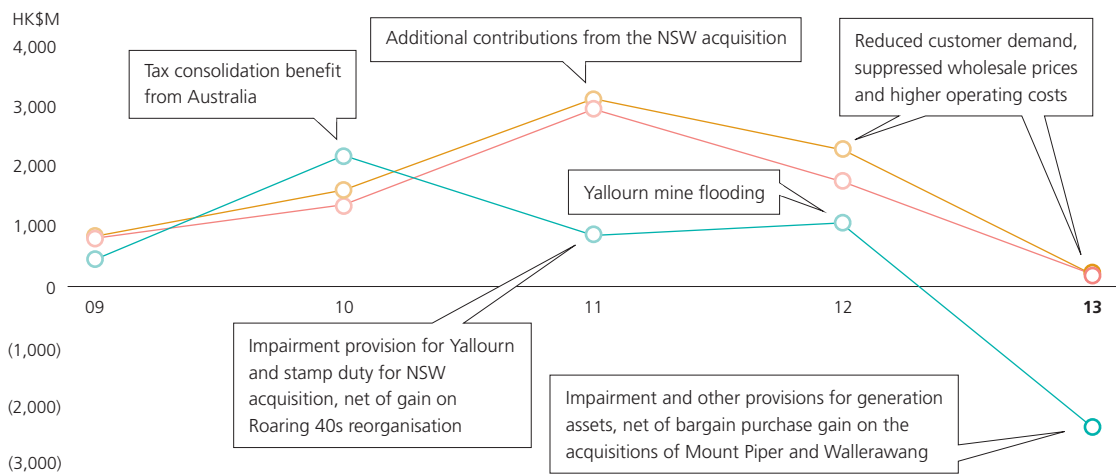 HK$M
4,000
3,000
2,000
1,000
0
(1,000)
(2,000)
(3,000)
09
10
11
12
13
Tax consolidation benefit
from Australia
Additional contributions from the NSW acquisition
Reduced customer demand,
suppressed wholesale prices
and higher operating costs
Yallourn mine flooding
Impairment provision for Yallourn
and stamp duty for NSW
acquisition, net of gain on
Roaring 40s reorganisation
Impairment and other provisions for generation
assets, net of bargain purchase gain on the
acquisitions of Mount Piper and Wallerawang